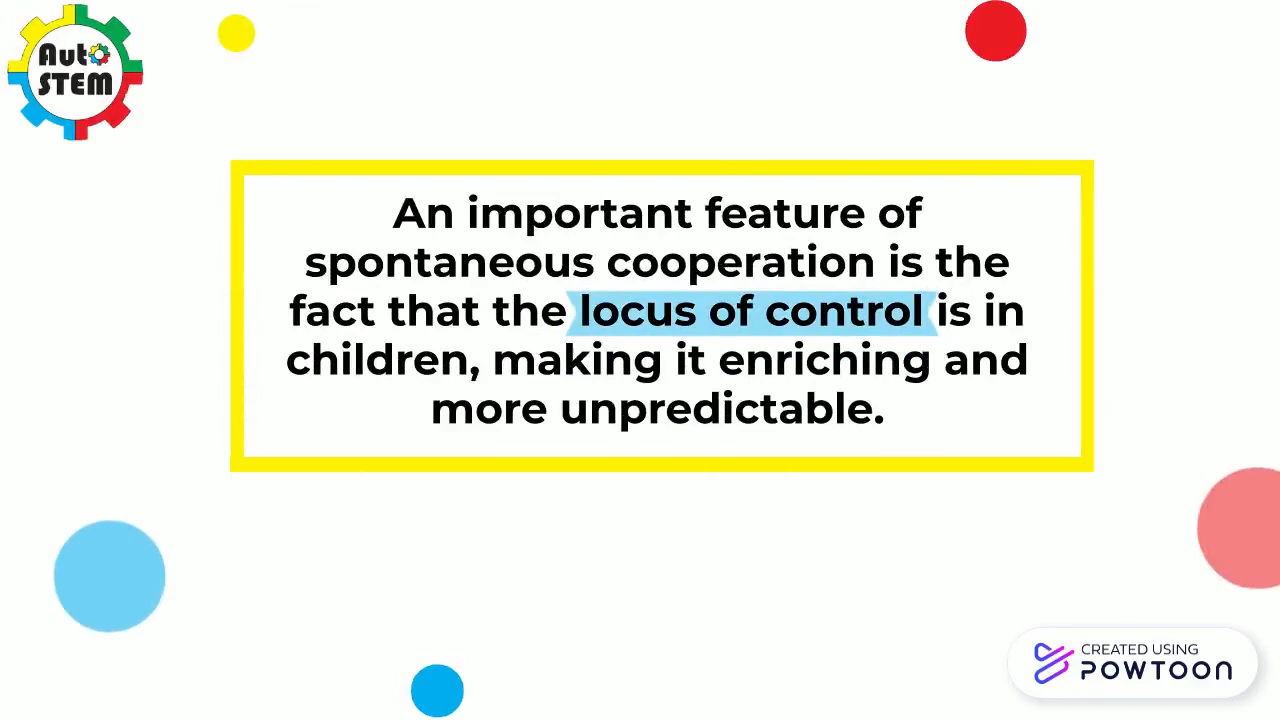 Auto
STEM
An important feature of
spontaneous cooperation is the
fact that the locus of control is in
children, making it enriching and
more unpredictable.
CREATED USING
POWTOON